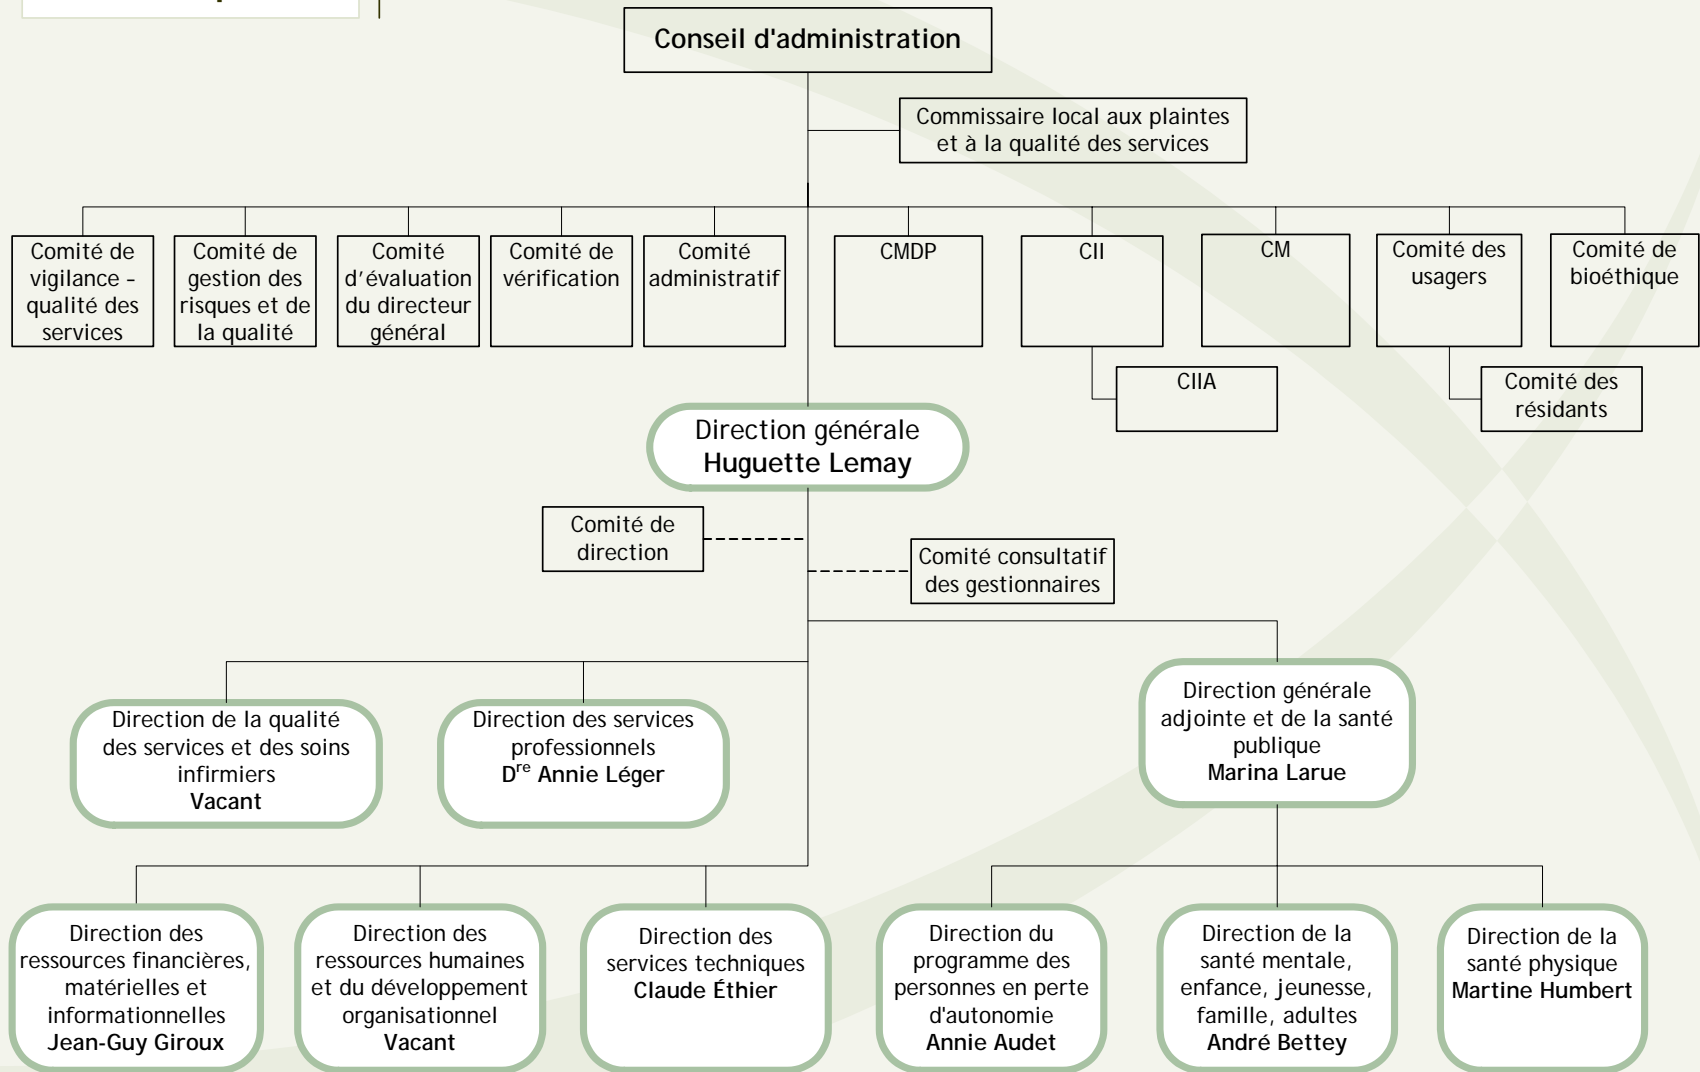 Conseil d'administration
Commissaire local aux plaintes
et à la qualité des services
Comité de
vigilance –
qualité des
services
Comité de
gestion des
risques et de
la qualité
Comité
d’évaluation
du directeur
général
Comité de
vérification
Comité
administratif
CMDP
CII
CM
Comité des
usagers
Comité de
bioéthique
CIIA
Comité des
résidants
Direction générale
Huguette Lemay
Comité de
direction
Comité consultatif
des gestionnaires
Direction de la qualité
des services et des soins
infirmiers
Vacant
Direction des services
professionnels
Dre Annie Léger
Direction générale
adjointe et de la santé
publique
Marina Larue
Direction des
ressources financières,
matérielles et
informationnelles
Jean-Guy Giroux
Direction des
ressources humaines
et du développement
organisationnel
Vacant
Direction des
services techniques
Claude Éthier
Direction du
programme des
personnes en perte
d'autonomie
Annie Audet
Direction de la
santé mentale,
enfance, jeunesse,
famille, adultes
André Bettey
Direction de la
santé physique
Martine Humbert